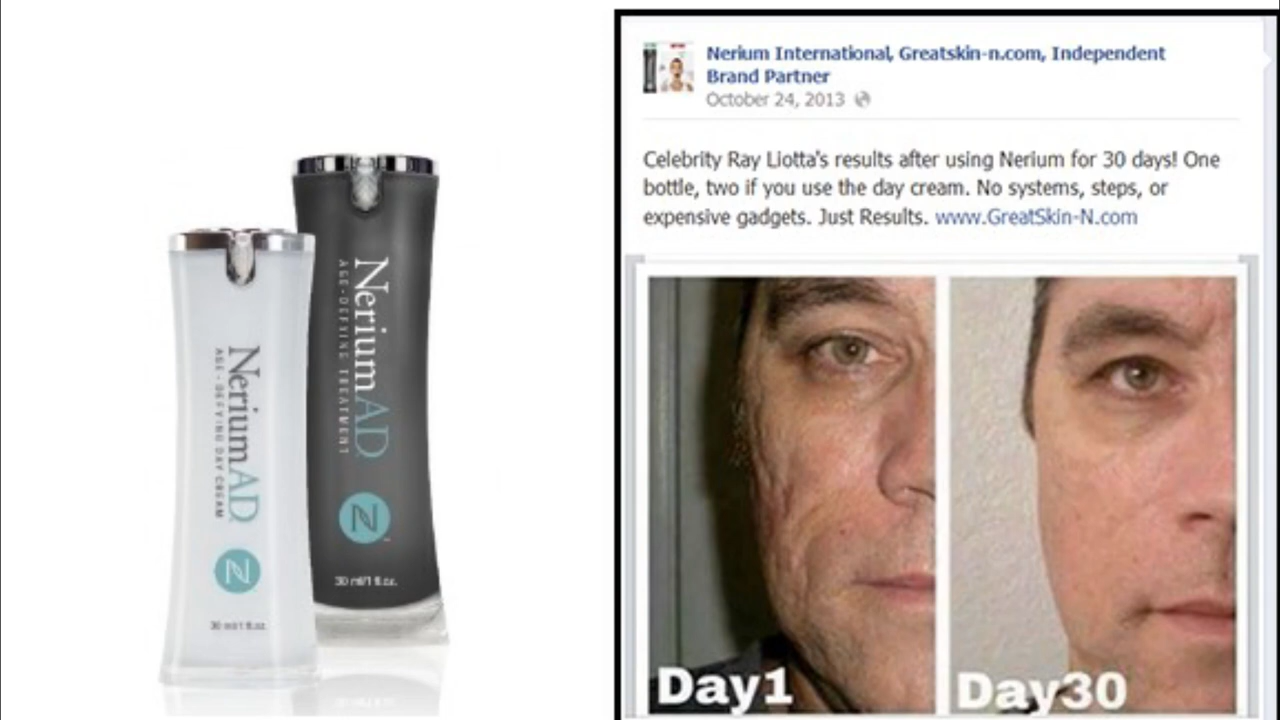 NeriumAD
AGE-DEFYING DAY CREAM
30 ml/1 fl.oz.
NeriumAD
AGE-DEFYING TREATMENT
30 ml/1 fl.oz.
Nerium International, Greatskin-n.com, Independent
Brand Partner
October 24, 2013
Celebrity Ray Liotta's results after using Nerium for 30 days! One
bottle, two if you use the day cream. No systems, steps, or
expensive gadgets. Just Results. www.GreatSkin-N.com
Day1
Day30